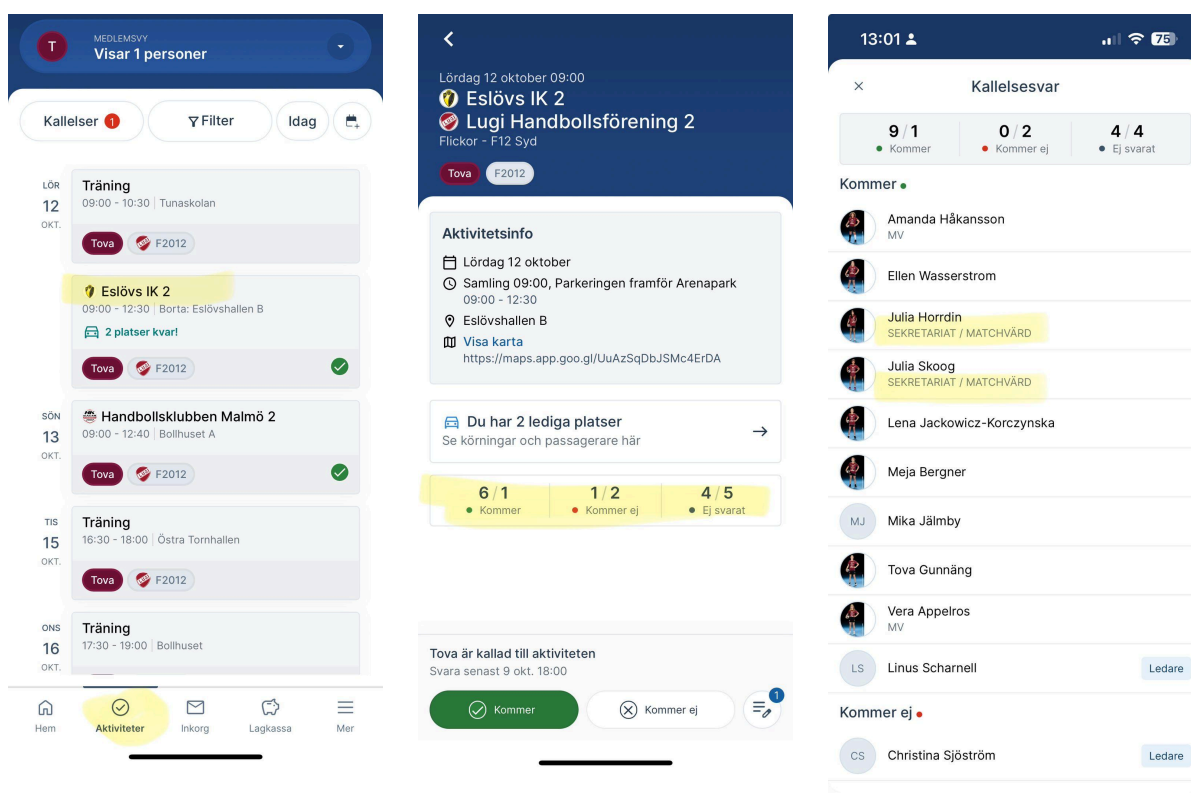 T
MEDLEMSVY
Visar 1 personer
Kallelser 1
Filter
Idag
LÖR
12
OKT.
Träning
09:00 - 10:30 | Tunaskolan
Tova
F2012
Eslövs IK 2
09:00 - 12:30 | Borta: Eslövshallen B
2 platser kvar!
Tova
F2012
SÖN
13
OKT.
Handbollsklubben Malmö 2
09:00 - 12:40 | Bollhuset A
Tova
F2012
TIS
15
OKT.
Träning
16:30 - 18:00 | Östra Tornhallen
Tova
F2012
ONS
16
OKT.
Träning
17:30 - 19:00 | Bollhuset
Hem
Aktiviteter
Inkorg
Lagkassa
Mer
Lördag 12 oktober 09:00
Eslövs IK 2
Lugi Handbollsförening 2
Flickor - F12 Syd
Tova
F2012
Aktivitetsinfo
Lördag 12 oktober
Samling 09:00, Parkeringen framför Arenapark
09:00 - 12:30
Eslövshallen B
Visa karta
https://maps.app.goo.gl/UuAzSqDbJSMc4ErDA
Du har 2 lediga platser
Se körningar och passagerare här
6 / 1
Kommer
1 / 2
Kommer ej
4 / 5
Ej svarat
Tova är kallad till aktiviteten
Svara senast 9 okt. 18:00
Kommer
Kommer ej
1
13:01
75
Kallelsesvar
9 / 1
Kommer
0 / 2
Kommer ej
4 / 4
Ej svarat
Kommer
Amanda Håkansson
MV
Ellen Wasserstrom
Julia Horrdin
SEKRETARIAT / MATCHVÄRD
Julia Skoog
SEKRETARIAT / MATCHVÄRD
Lena Jackowicz-Korczynska
Meja Bergner
MJ
Mika Jälmby
Tova Gunnäng
Vera Appelros
MV
LS
Linus Scharnell
Ledare
Kommer ej
CS
Christina Sjöström
Ledare